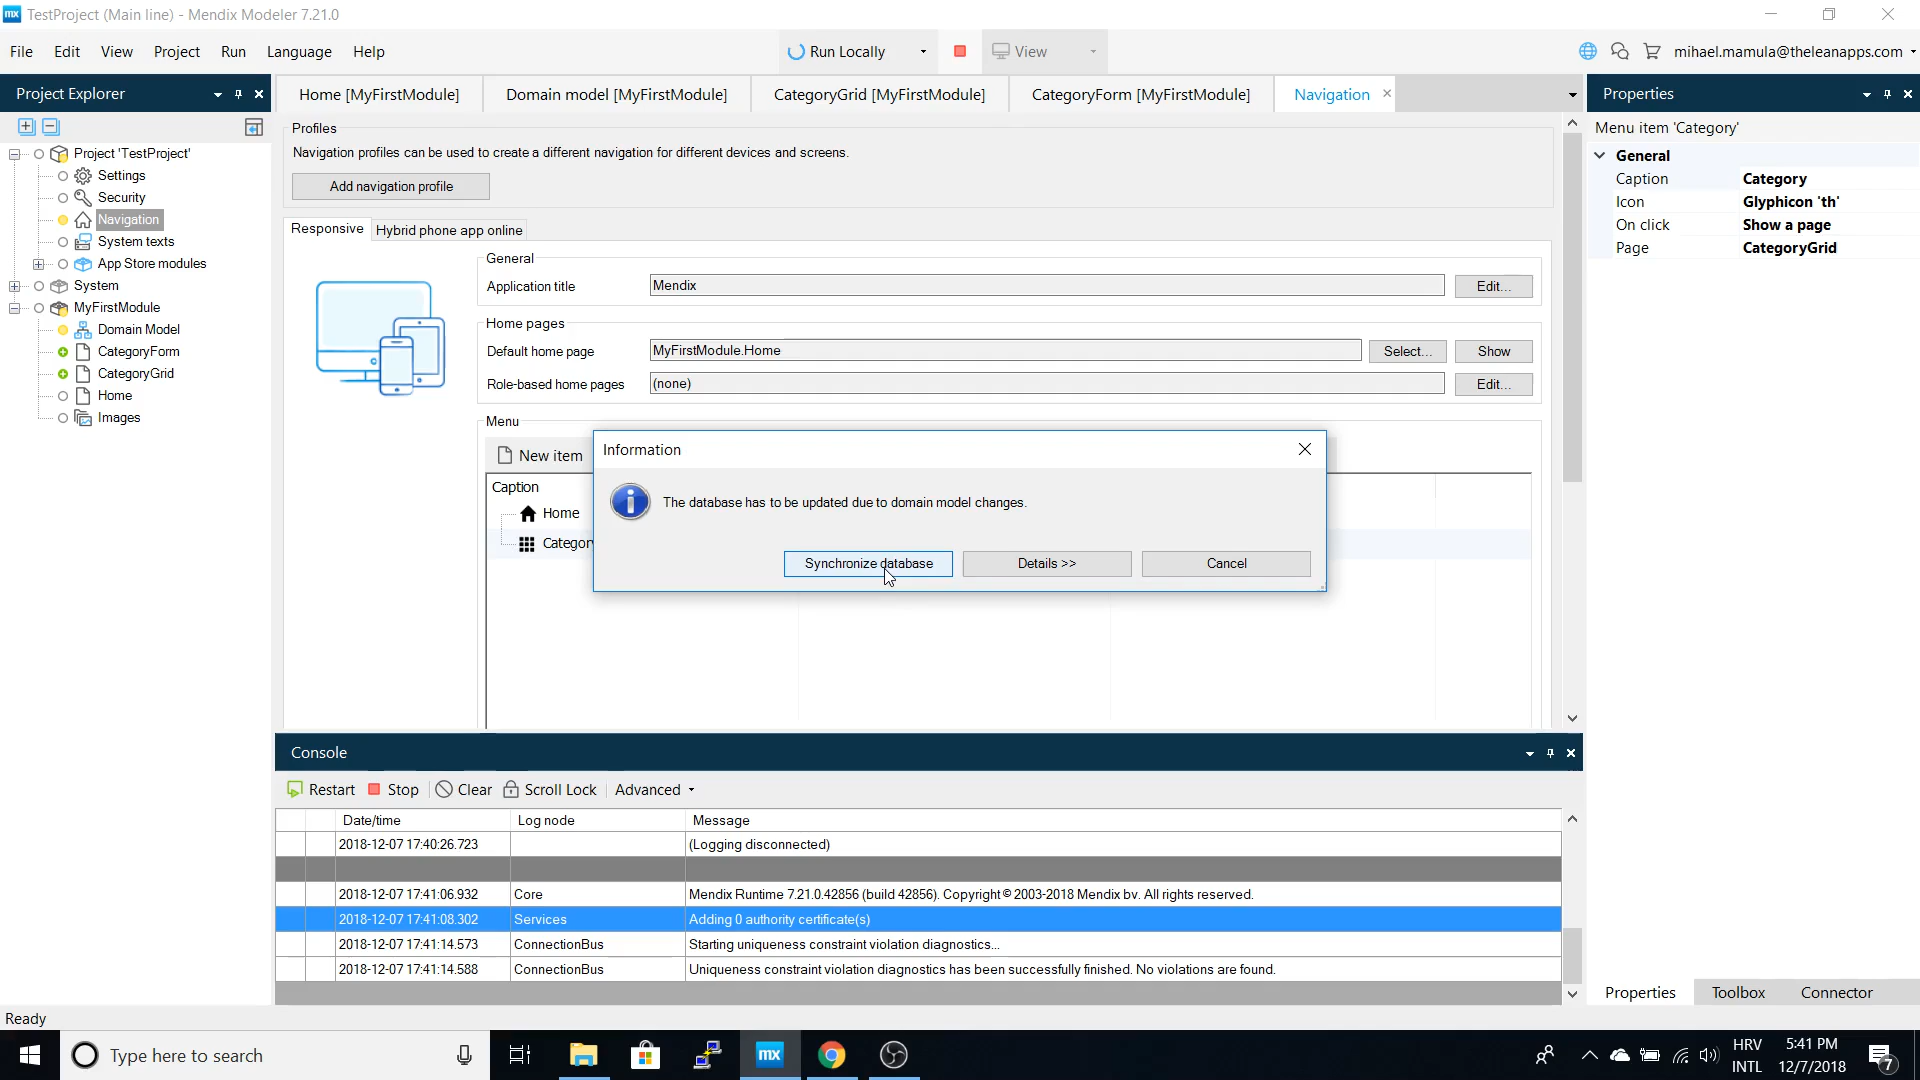 mx TestProject (Main line) - Mendix Modeler 7.21.0
File Edit View Project Run Language Help
Run Locally View mihael.mamula@theleanapps.com
Project Explorer
Home [MyFirstModule] Domain model [MyFirstModule] CategoryGrid [MyFirstModule] CategoryForm [MyFirstModule] Navigation
Properties
Project 'TestProject'
Settings
Security
Navigation
System texts
App Store modules
System
MyFirstModule
Domain Model
CategoryForm
CategoryGrid
Home
Images
Profiles
Navigation profiles can be used to create a different navigation for different devices and screens.
Add navigation profile
Responsive Hybrid phone app online
General
Application title Mendix Edit...
Home pages
Default home page MyFirstModule.Home Select... Show
Role-based home pages (none) Edit...
Menu
New item
Caption
Home
Categor
Information
The database has to be updated due to domain model changes.
Synchronize database Details >> Cancel
Menu item 'Category'
General
Caption Category
Icon Glyphicon 'th'
On click Show a page
Page CategoryGrid
Console
Restart Stop Clear Scroll Lock Advanced
Date/time Log node Message
2018-12-07 17:40:26.723 (Logging disconnected)
2018-12-07 17:41:06.932 Core Mendix Runtime 7.21.0.42856 (build 42856). Copyright © 2003-2018 Mendix bv. All rights reserved.
2018-12-07 17:41:08.302 Services Adding 0 authority certificate(s)
2018-12-07 17:41:14.573 ConnectionBus Starting uniqueness constraint violation diagnostics...
2018-12-07 17:41:14.588 ConnectionBus Uniqueness constraint violation diagnostics has been successfully finished. No violations are found.
Properties Toolbox Connector
Ready
Type here to search
mx
HRV
INTL
5:41 PM
12/7/2018
7